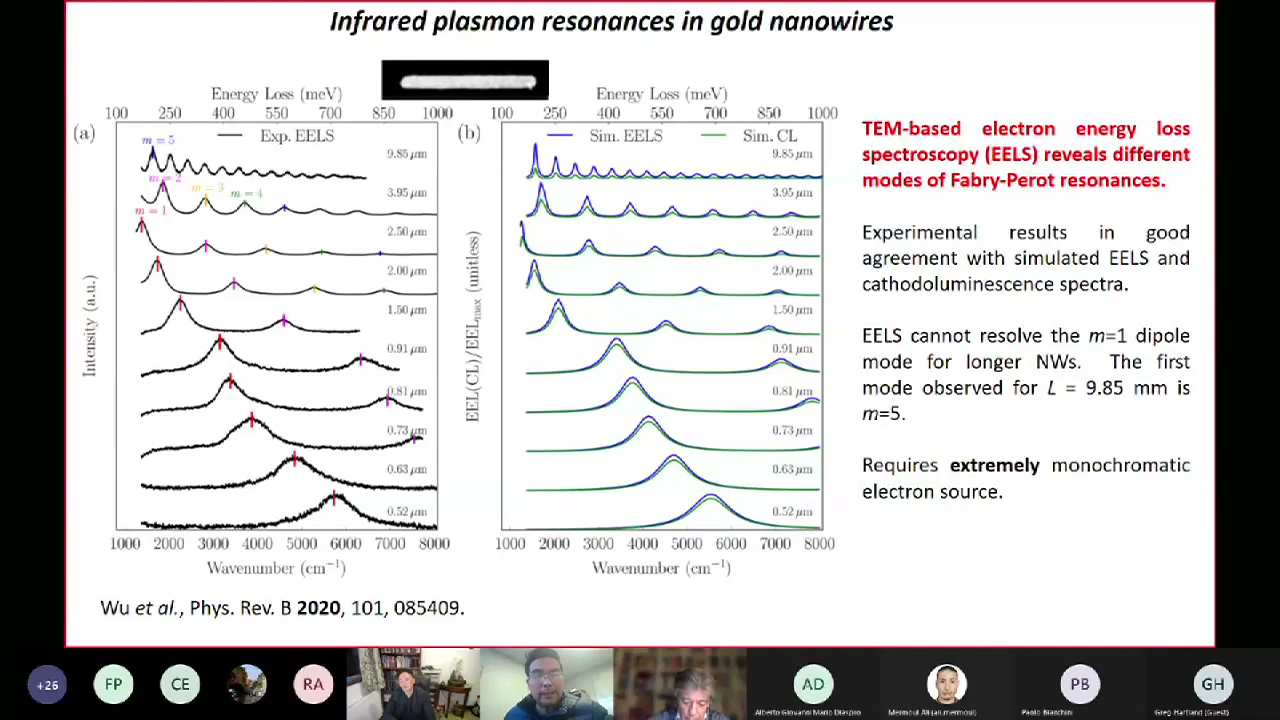 Infrared plasmon resonances in gold nanowires
Energy Loss (meV)
100 250 400 550 700 850 1000
(a)
Exp. EELS
m = 5
9.85 μm
m = 2
m = 3
m = 4
3.95 μm
m = 1
2.50 μm
2.00 μm
1.50 μm
0.91 μm
0.81 μm
0.73 μm
0.63 μm
0.52 μm
Intensity (a.u.)
1000 2000 3000 4000 5000 6000 7000 8000
Wavenumber (cm⁻¹)
Energy Loss (meV)
100 250 400 550 700 850 1000
(b)
Sim. EELS Sim. CL
9.85 μm
3.95 μm
2.50 μm
2.00 μm
1.50 μm
0.91 μm
0.81 μm
0.73 μm
0.63 μm
0.52 μm
EEL(CL)/EELmax (unitless)
1000 2000 3000 4000 5000 6000 7000 8000
Wavenumber (cm⁻¹)
TEM-based electron energy loss
spectroscopy (EELS) reveals different
modes of Fabry-Perot resonances.
Experimental results in good
agreement with simulated EELS and
cathodoluminescence spectra.
EELS cannot resolve the m=1 dipole
mode for longer NWs. The first
mode observed for L = 9.85 mm is
m=5.
Requires extremely monochromatic
electron source.
Wu et al., Phys. Rev. B 2020, 101, 085409.
+26
FP
CE
RA
AD
Alberto Giovanni Mario Diaspro
Mermoul Ali (ali.mermoul)
PB
Paolo Bianchini
GH
Greg Hartland (Guest)